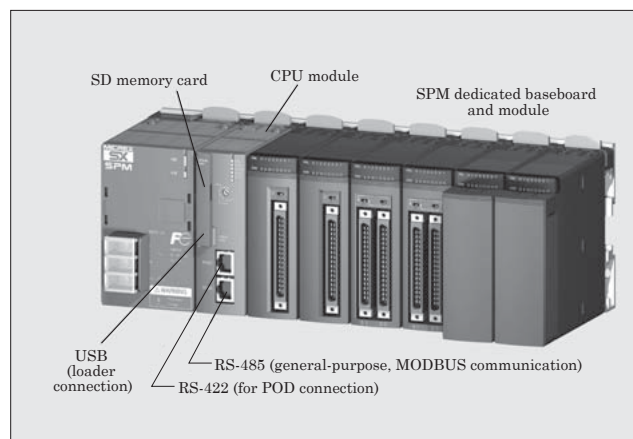 SD memory card
CPU module
SPM dedicated baseboard
and module
SX
SPM
WARNING
USB
(loader
connection)
RS-485 (general-purpose, MODBUS communication)
RS-422 (for POD connection)